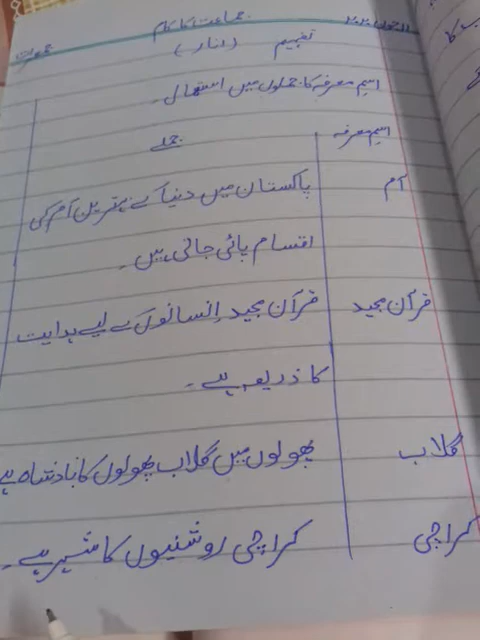 جماعت کا کام
تفہیم (انار)
اسمِ معرفہ کا جملوں میں استعمال۔
اسمِ معرفہ جملے
آم پاکستان میں دنیا کے بہترین آم کی
اقسام پائی جاتی ہیں۔
قرآن مجید قرآن مجید اِنسانوں کے لیے ہدایت
کا ذریعہ ہے۔
گلاب پھولوں میں گلاب پھولوں کا بادشاہ ہے
کراچی کراچی روشنیوں کا شہر ہے۔